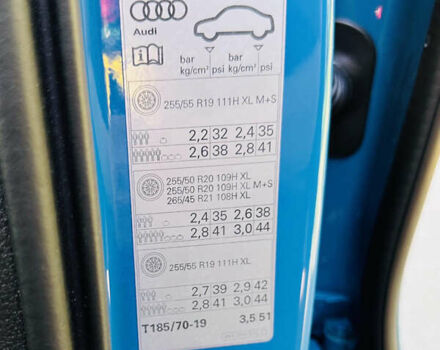 Audi
bar psi bar psi
kg/cm² kg/cm²
255/55 R19 111H XL M+S
2,2 32 2,4 35
2,6 38 2,8 41
255/50 R20 109H XL
255/50 R20 109H XL M+S
265/45 R21 108H XL
2,4 35 2,6 38
2,8 41 3,0 44
255/55 R19 111H XL
2,7 39 2,9 42
2,8 41 3,0 44
T185/70-19 3,5 51